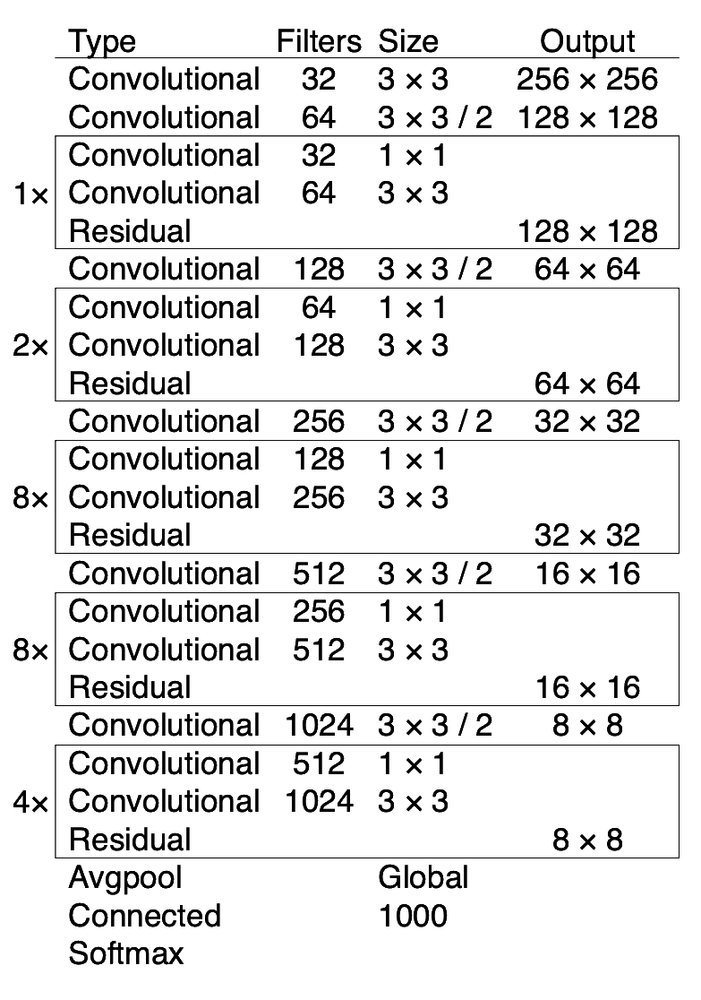 Type Filters Size Output
Convolutional 32 3 × 3 256 × 256
Convolutional 64 3 × 3 / 2 128 × 128
Convolutional 32 1 × 1
1× Convolutional 64 3 × 3
Residual 128 × 128
Convolutional 128 3 × 3 / 2 64 × 64
Convolutional 64 1 × 1
2× Convolutional 128 3 × 3
Residual 64 × 64
Convolutional 256 3 × 3 / 2 32 × 32
Convolutional 128 1 × 1
8× Convolutional 256 3 × 3
Residual 32 × 32
Convolutional 512 3 × 3 / 2 16 × 16
Convolutional 256 1 × 1
8× Convolutional 512 3 × 3
Residual 16 × 16
Convolutional 1024 3 × 3 / 2 8 × 8
Convolutional 512 1 × 1
4× Convolutional 1024 3 × 3
Residual 8 × 8
Avgpool Global
Connected 1000
Softmax